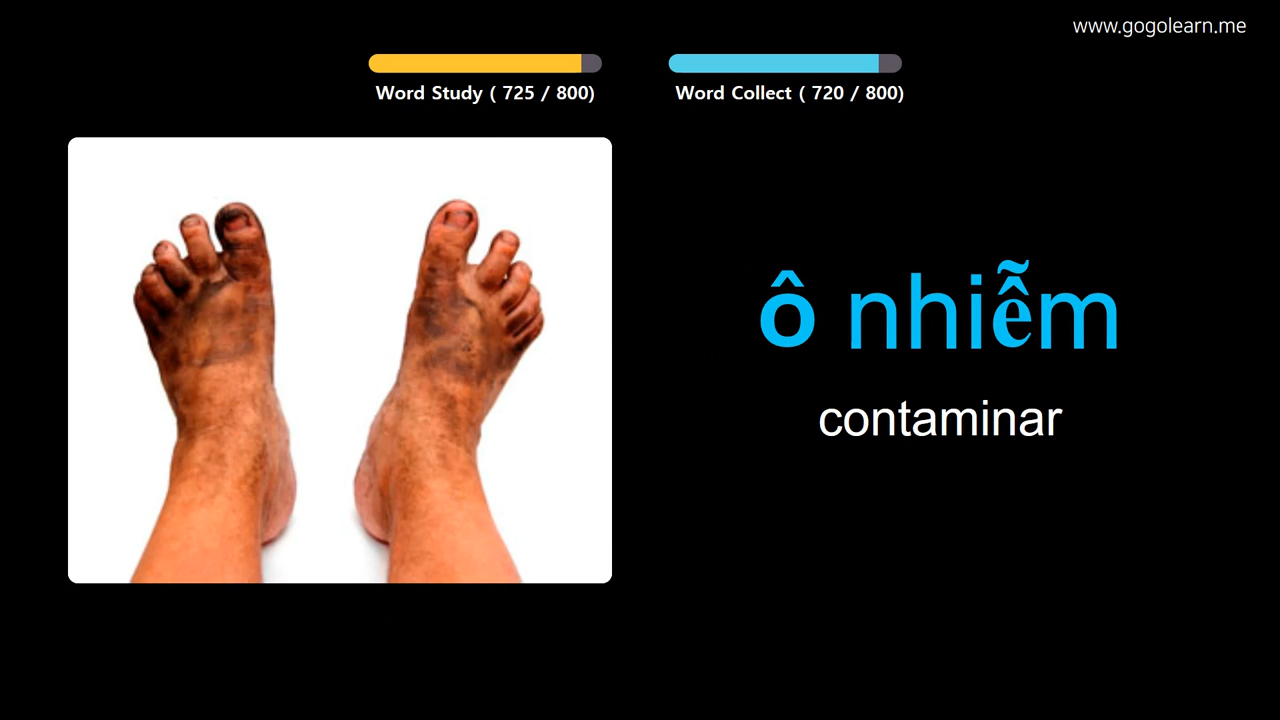 www.gogolearn.me
Word Study ( 725 / 800)
Word Collect ( 720 / 800)
ô nhiễm
contaminar